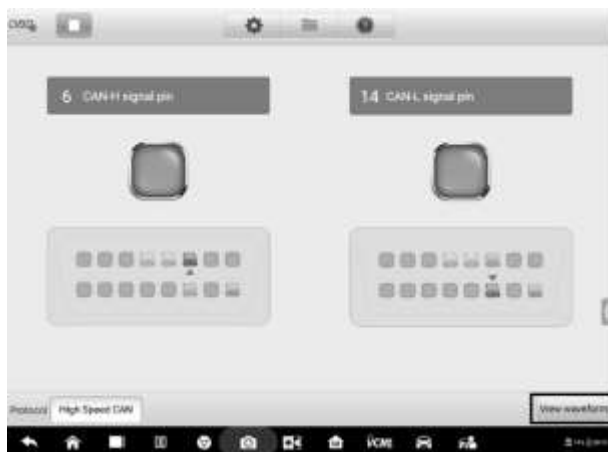 6 CAN-H signal pin
14 CAN-L signal pin
Protocol High Speed CAN
View waveform
VCMI